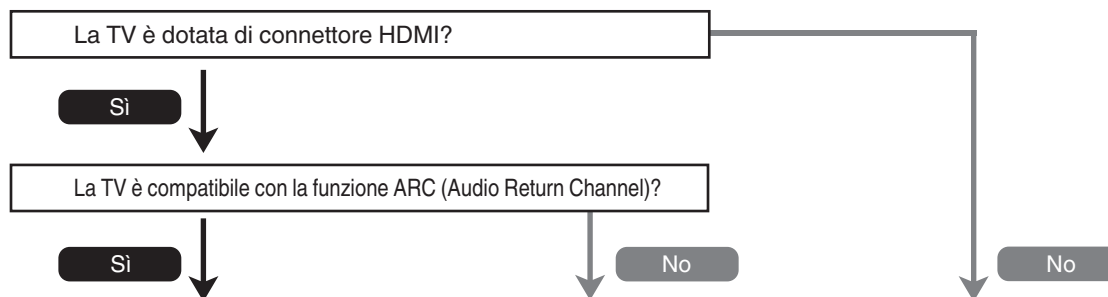 La TV è dotata di connettore HDMI?
Sì
La TV è compatibile con la funzione ARC (Audio Return Channel)?
Sì
No
No